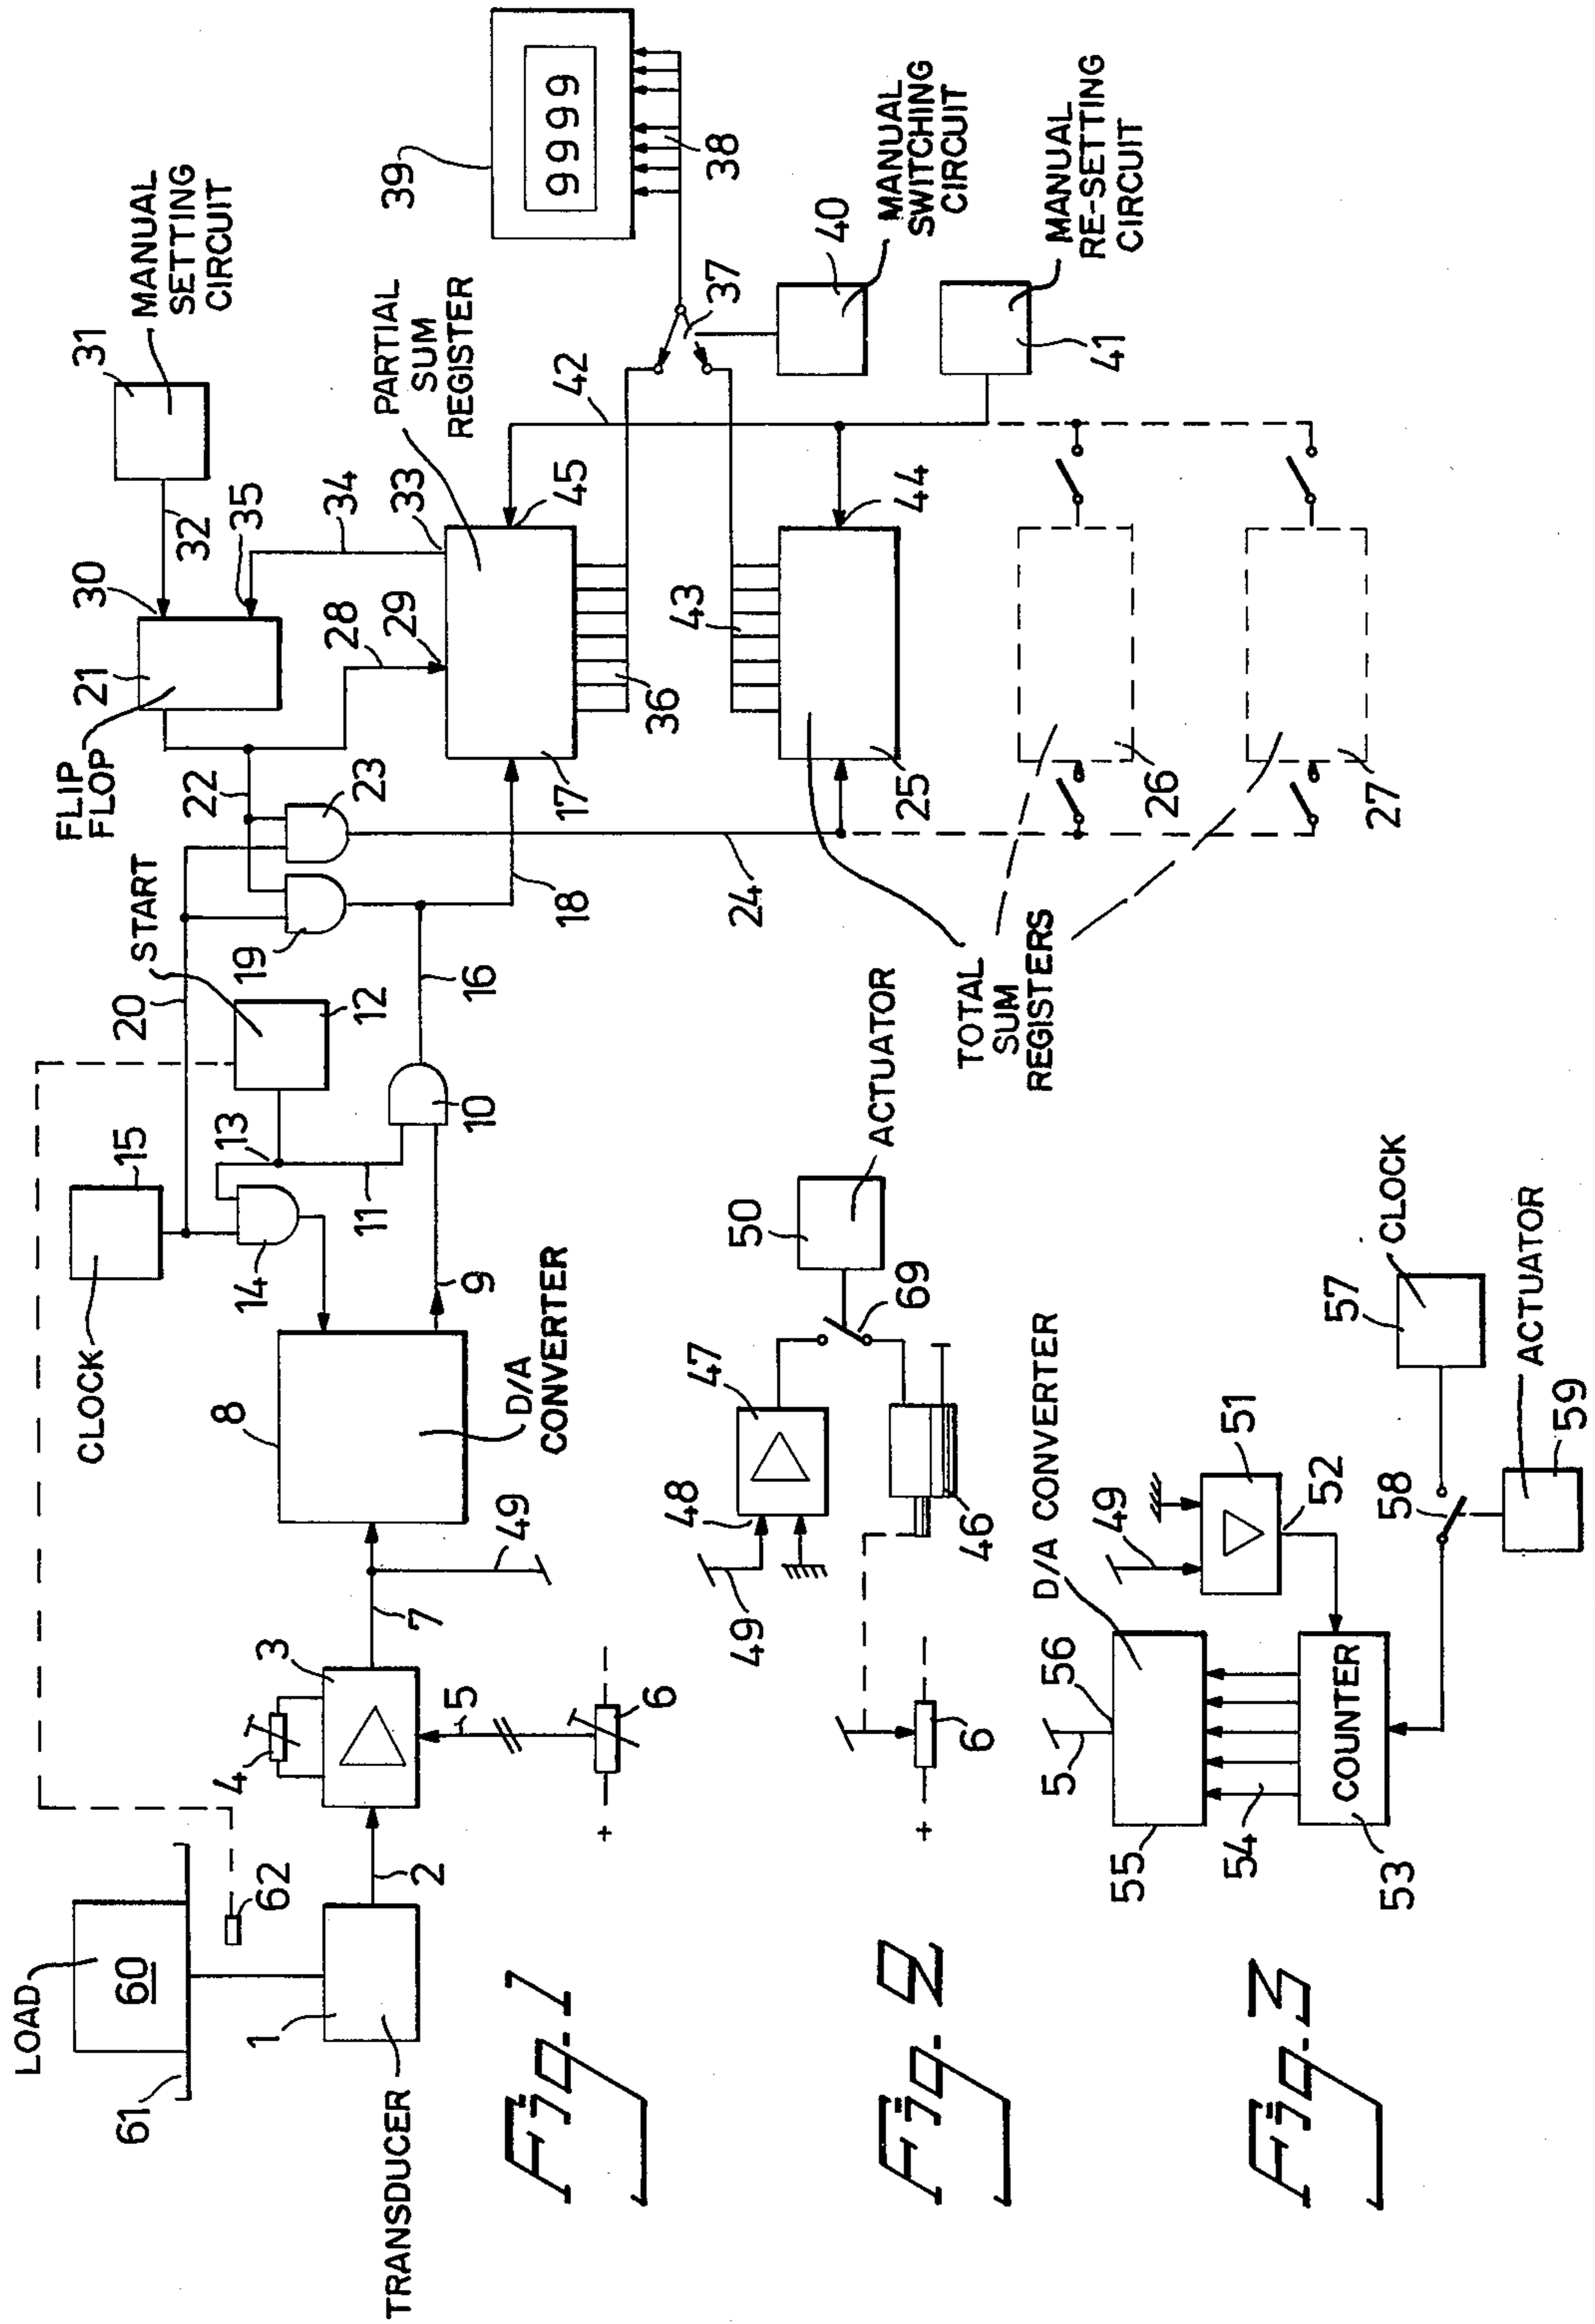 LOAD
60
61
62
1
TRANSDUCER
2
3
4
5
6
+
7
49
8
D/A
CONVERTER
9
10
11
CLOCK
15
14
13
12
START
20
16
18
19
FLIP
FLOP
22
23
24
21
30
31
MANUAL
SETTING
CIRCUIT
32
35
34
33
28
29
PARTIAL
SUM
REGISTER
17
45
36
42
37
38
39
9999
40
MANUAL
SWITCHING
CIRCUIT
41
MANUAL
RE-SETTING
CIRCUIT
43
44
25
26
27
TOTAL
SUM
REGISTERS
Fig. 1
+
6
49
48
47
46
69
50
ACTUATOR
Fig. 2
D/A CONVERTER
5
56
55
54
COUNTER
53
49
51
52
58
57
CLOCK
59
ACTUATOR
Fig. 3